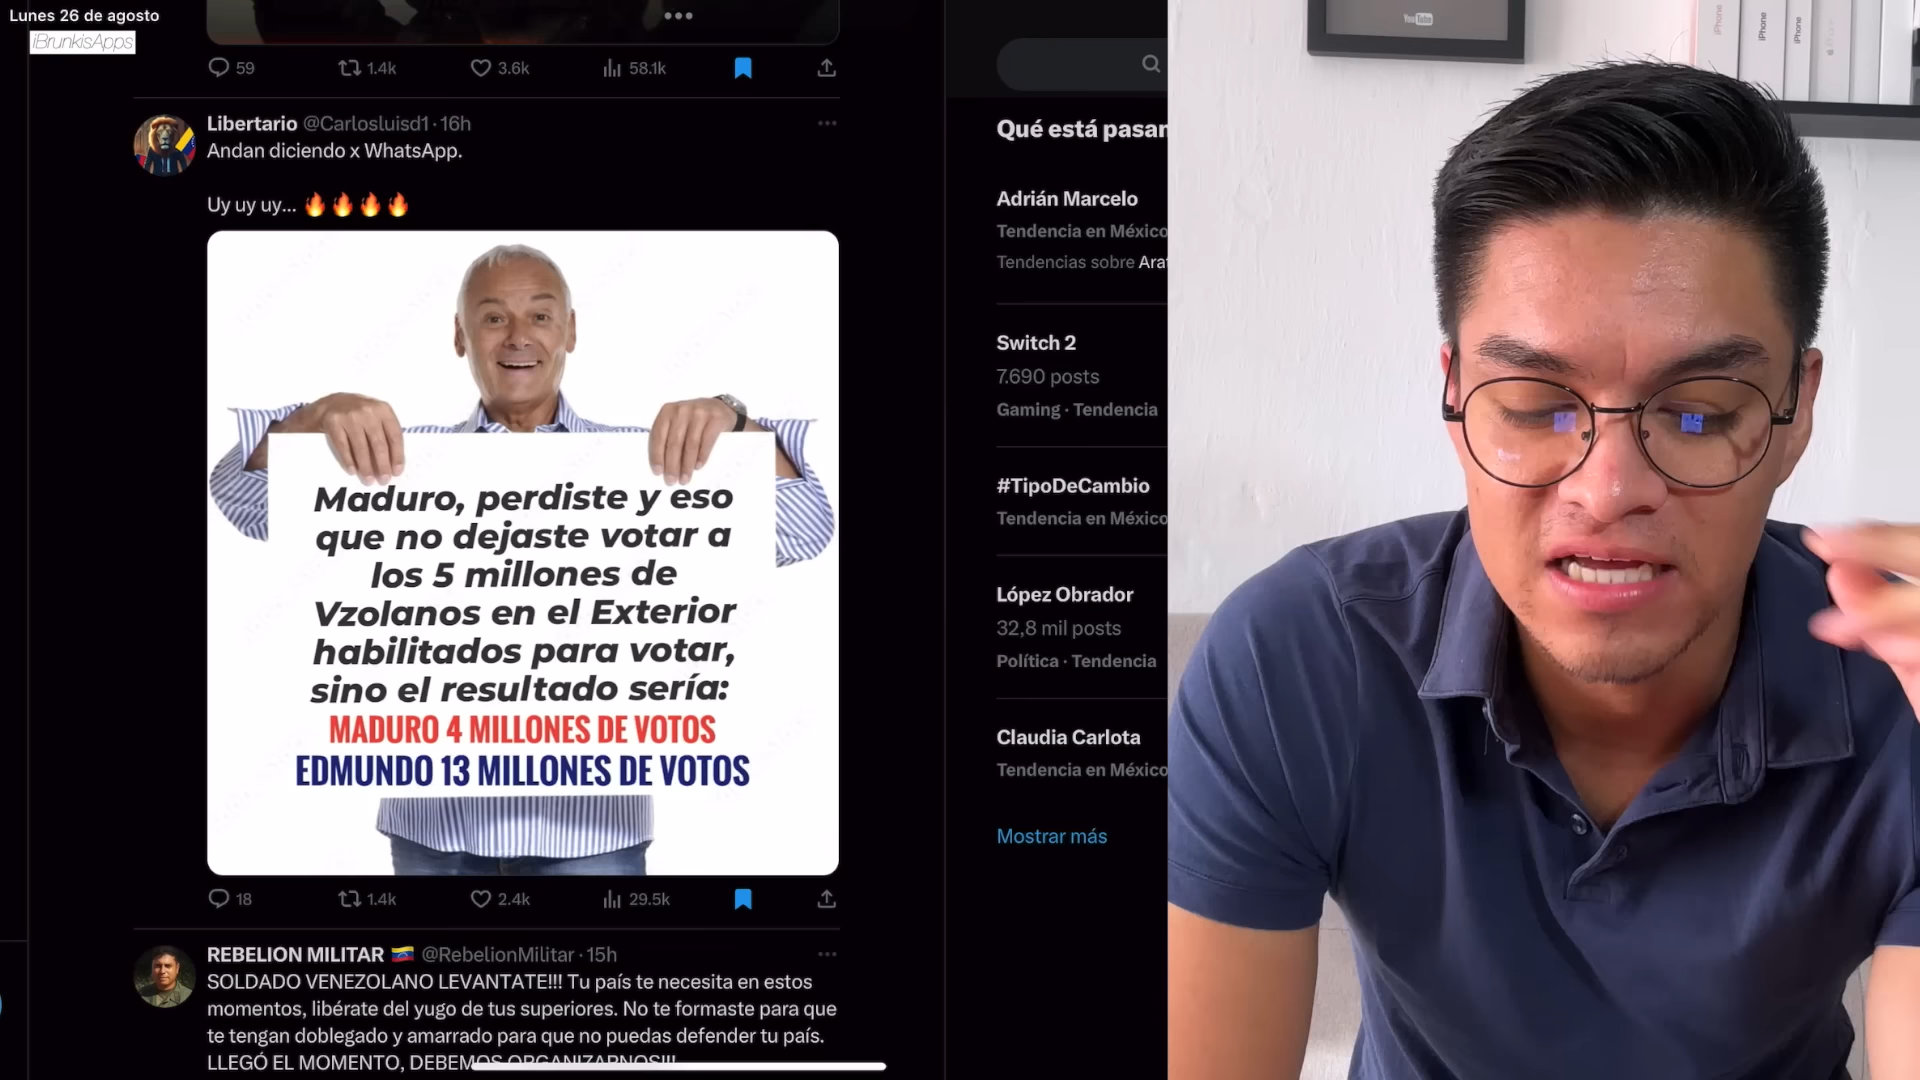 Lunes 26 de agosto
iBrunkisApps
59 1.4k 3.6k 58.1k
Libertario @Carlosluisd1 · 16h
Andan diciendo x WhatsApp.
Uy uy uy... 🔥🔥🔥🔥
Maduro, perdiste y eso
que no dejaste votar a
los 5 millones de
Vzolanos en el Exterior
habilitados para votar,
sino el resultado sería:
MADURO 4 MILLONES DE VOTOS
EDMUNDO 13 MILLONES DE VOTOS
18 1.4k 2.4k 29.5k
REBELION MILITAR 🇻🇪 @RebelionMilitar · 15h
SOLDADO VENEZOLANO LEVANTATE!!! Tu país te necesita en estos
momentos, libérate del yugo de tus superiores. No te formaste para que
te tengan doblegado y amarrado para que no puedas defender tu país.
LLEGÓ EL MOMENTO, DEBEMOS ORGANIZARNOS!!!
Qué está pasan
Adrián Marcelo
Tendencia en México
Tendencias sobre Ara
Switch 2
7.690 posts
Gaming · Tendencia
#TipoDeCambio
Tendencia en México
López Obrador
32,8 mil posts
Política · Tendencia
Claudia Carlota
Tendencia en México
Mostrar más
YouTube
iPhone
iPhone
iPhone